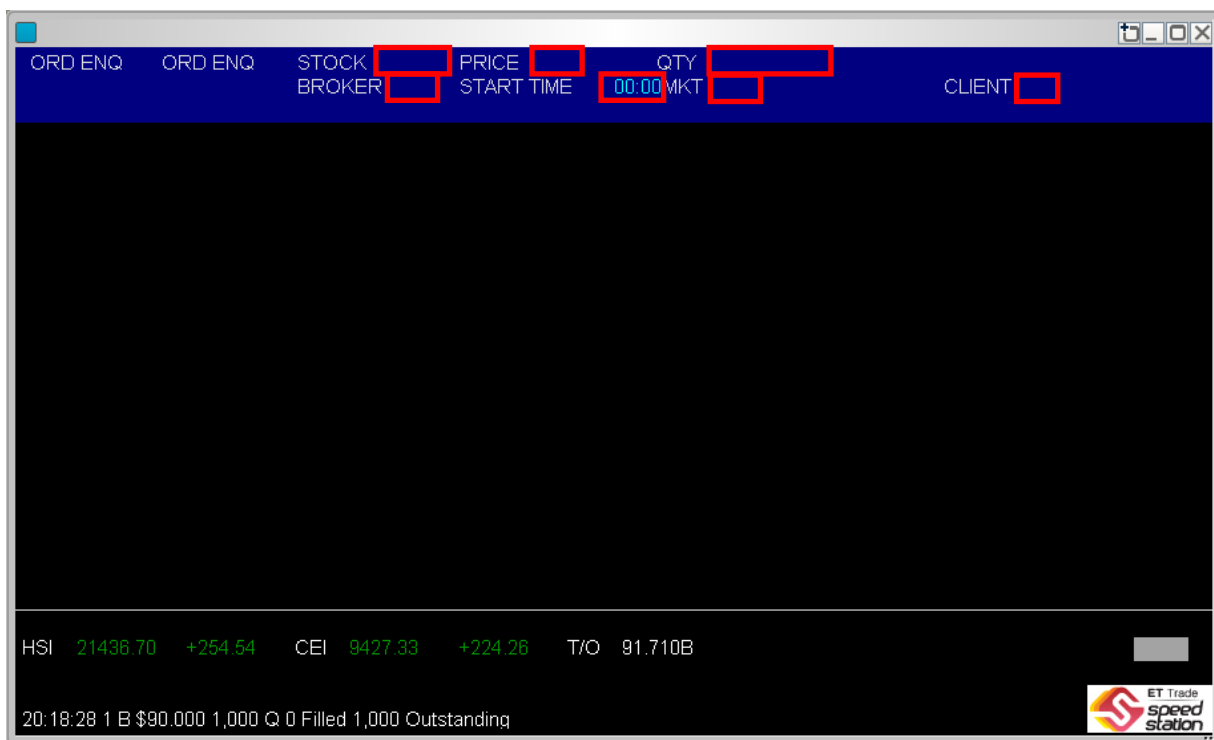 ORD ENQ ORD ENQ STOCK PRICE QTY
BROKER START TIME 00:00 MKT CLIENT
HSI 21436.70 +254.54 CEI 9427.33 +224.26 T/O 91.710B
20:18:28 1 B $90.000 1,000 Q 0 Filled 1,000 Outstanding
ET Trade
speed
station